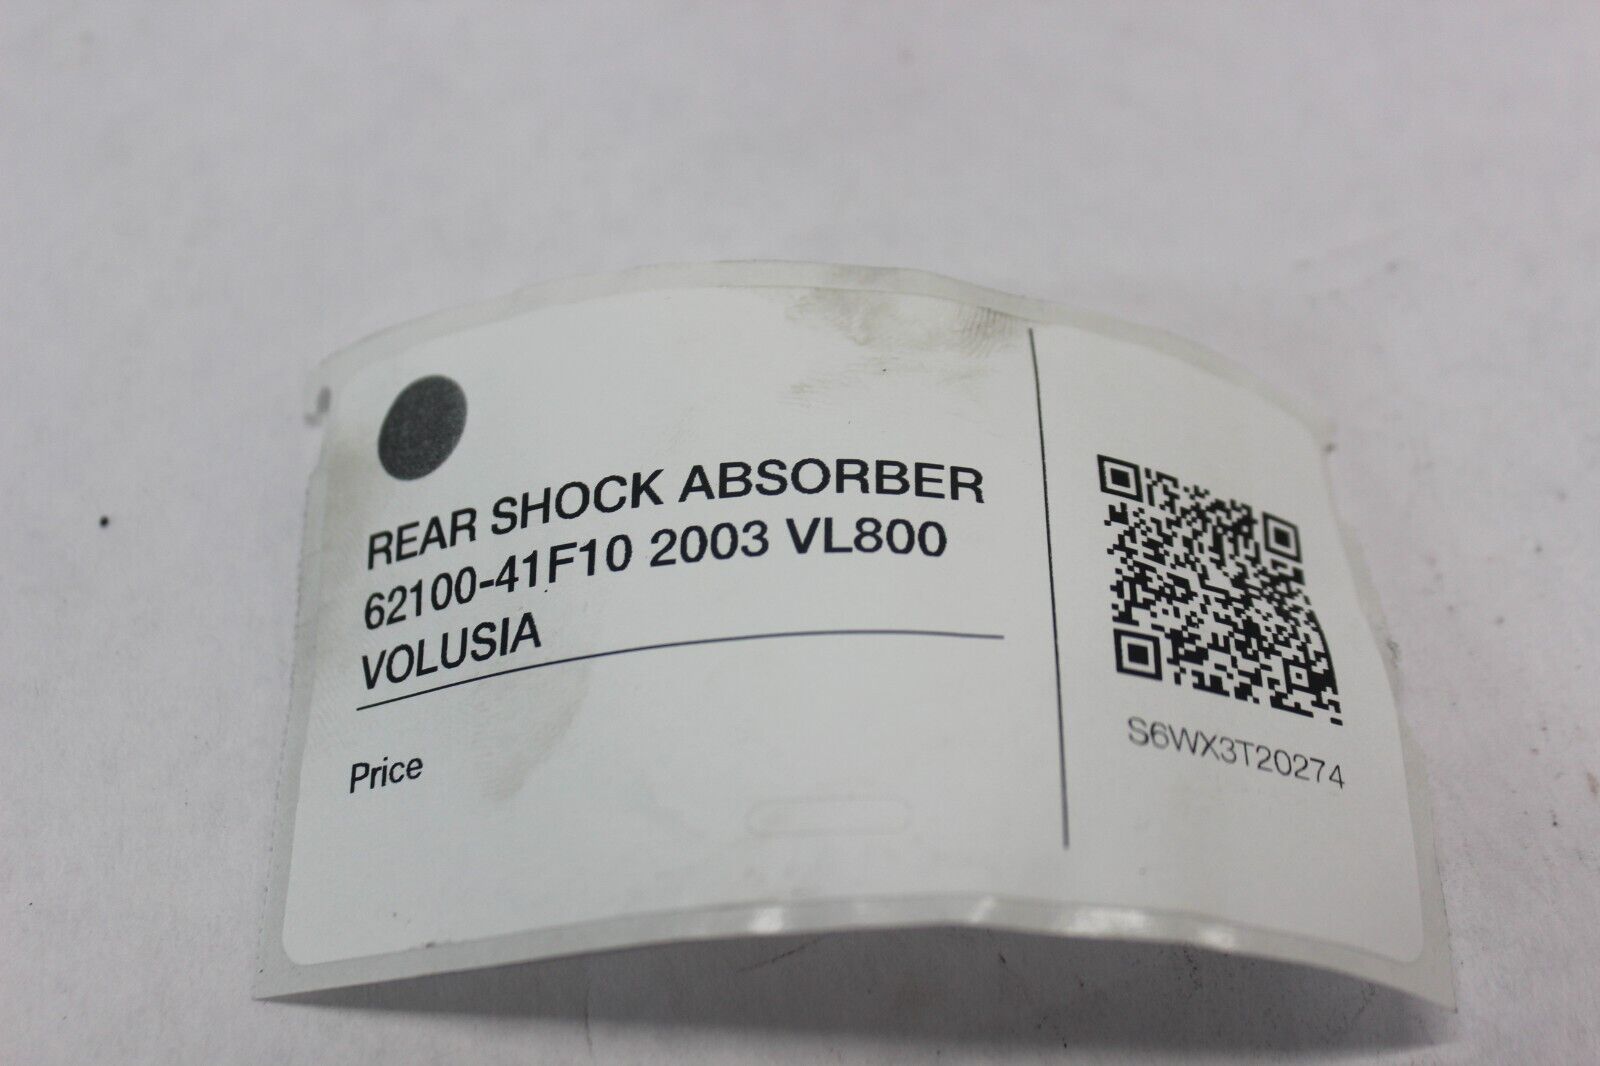 REAR SHOCK ABSORBER
62100-41F10 2003 VL800
VOLUSIA
Price
S6WX3T20274